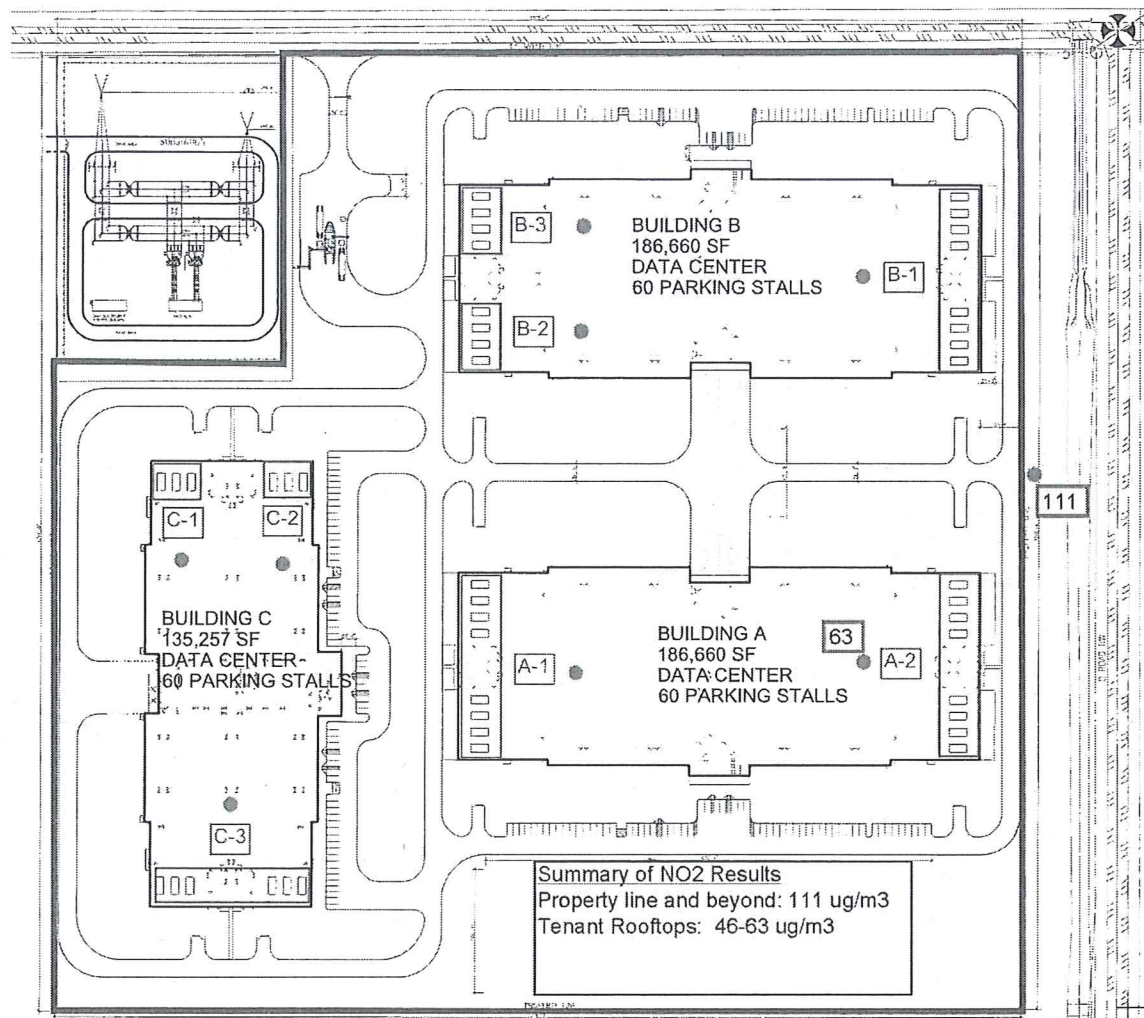 B-3
BUILDING B
186,660 SF
DATA CENTER
60 PARKING STALLS
B-1
B-2
111
C-1
C-2
BUILDING C
135,257 SF
DATA CENTER
60 PARKING STALLS
A-1
BUILDING A
186,660 SF
DATA CENTER
60 PARKING STALLS
63
A-2
C-3
Summary of NO2 Results
Property line and beyond: 111 ug/m3
Tenant Rooftops: 46-63 ug/m3